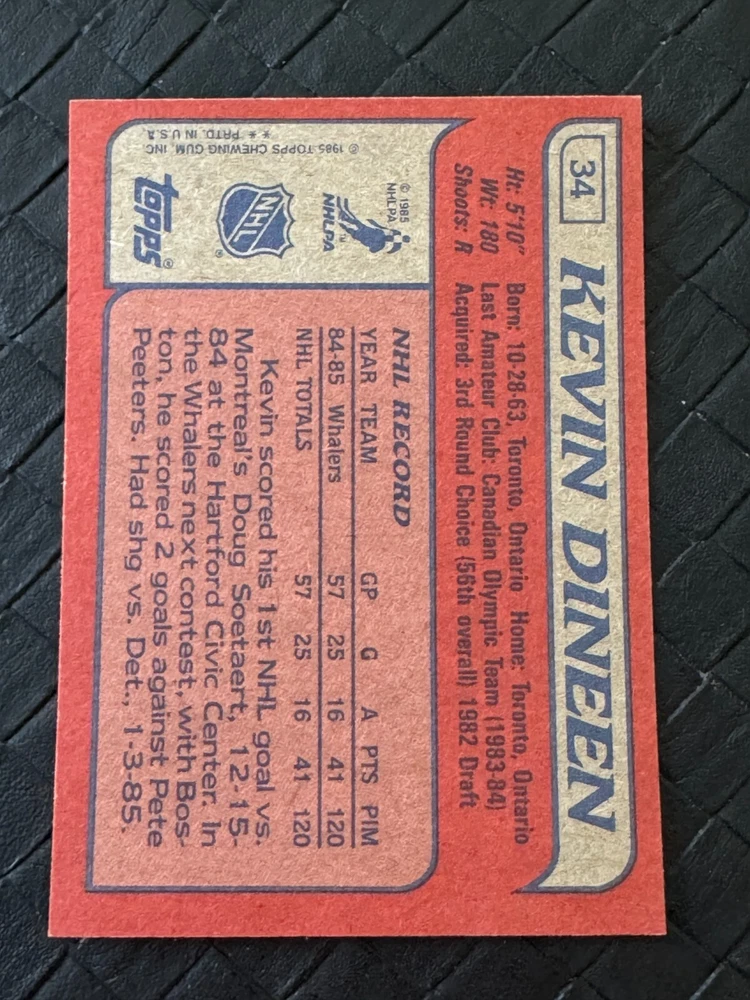 34
KEVIN DINEEN
Ht: 5'10" Born: 10-28-63, Toronto, Ontario Home: Toronto, Ontario
Wt: 180 Last Amateur Club: Canadian Olympic Team (1983-84)
Shoots: R Acquired: 3rd Round Choice (56th overall) 1982 Draft
© 1985
NHLPA
NHLPA™
NHL®
topps®
© 1985 TOPPS CHEWING GUM, INC.
* * PRTD. IN U.S.A.
NHL RECORD
YEAR TEAM GP G A PTS PIM
84-85 Whalers 57 25 16 41 120
NHL TOTALS 57 25 16 41 120
Kevin scored his 1st NHL goal vs.
Montreal's Doug Soetaert, 12-15-
84 at the Hartford Civic Center. In
the Whalers next contest, with Bos-
ton, he scored 2 goals against Pete
Peeters. Had shg vs. Det., 1-3-85.